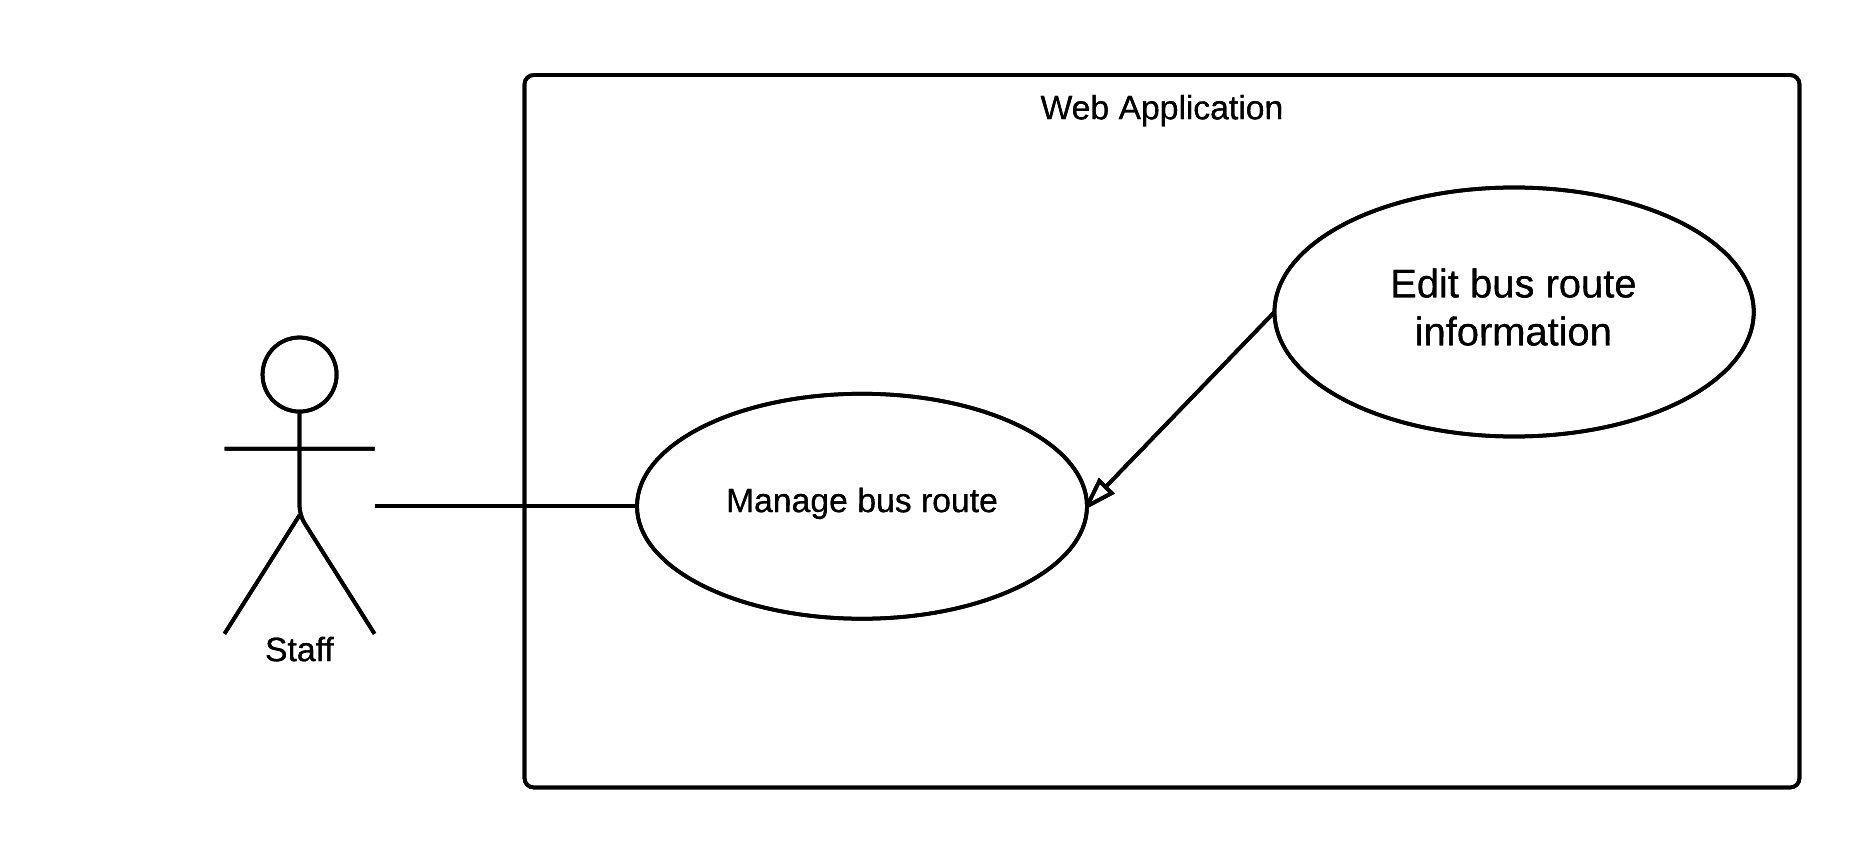 Web Application
Edit bus route
information
Manage bus route
Staff